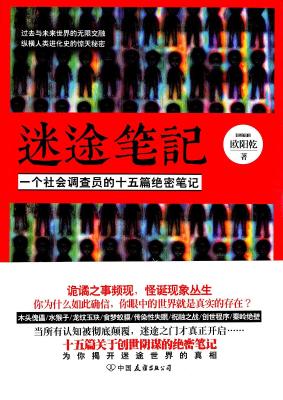 过去与未来世界的无限交融
纵横人类进化史的惊天秘密
迷途笔記
欧阳乾
著
一个社会调查员的十五篇绝密笔记
诡谲之事频现,怪诞现象丛生
你为什么如此确信,你眼中的世界就是真实的存在?
木头傀儡/水猴子/龙纹玉玦/食梦蚁貘/传染性失眠/祝融之战/创世程序/秦岭绝壁
当所有认知被彻底颠覆,迷途之门才真正开启……
十五篇关于创世阴谋的绝密笔记
为你揭开迷途世界的真相
中国友谊出版公司